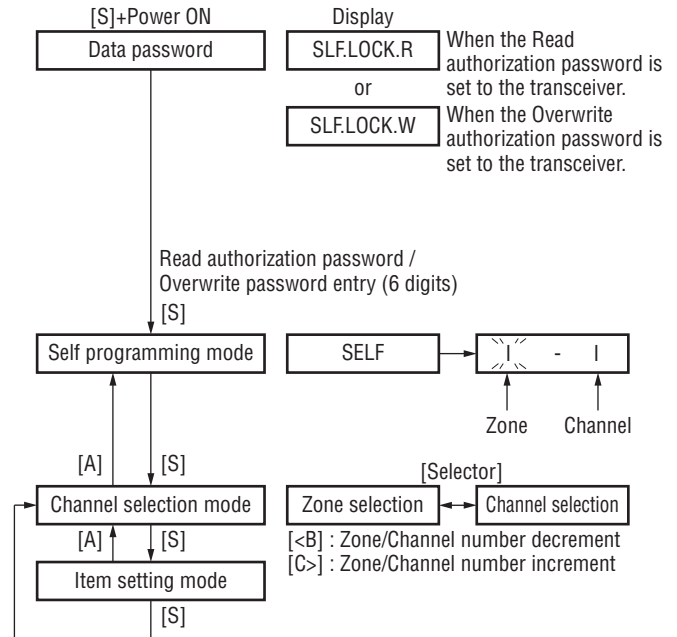 [S]+Power ON
Display
Data password
SLF.LOCK.R
When the Read
authorization password is
set to the transceiver.
or
SLF.LOCK.W
When the Overwrite
authorization password is
set to the transceiver.
Read authorization password /
Overwrite password entry (6 digits)
[S]
Self programming mode
SELF
1 - 1
Zone
Channel
[A]
[S]
[Selector]
Channel selection mode
Zone selection
Channel selection
[A]
[S]
[<B] : Zone/Channel number decrement
[C>] : Zone/Channel number increment
Item setting mode
[S]